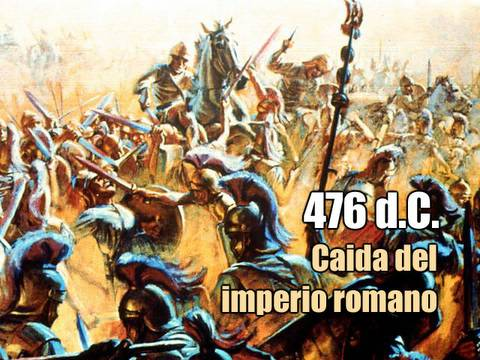 476 d.C.
Caida del
imperio romano